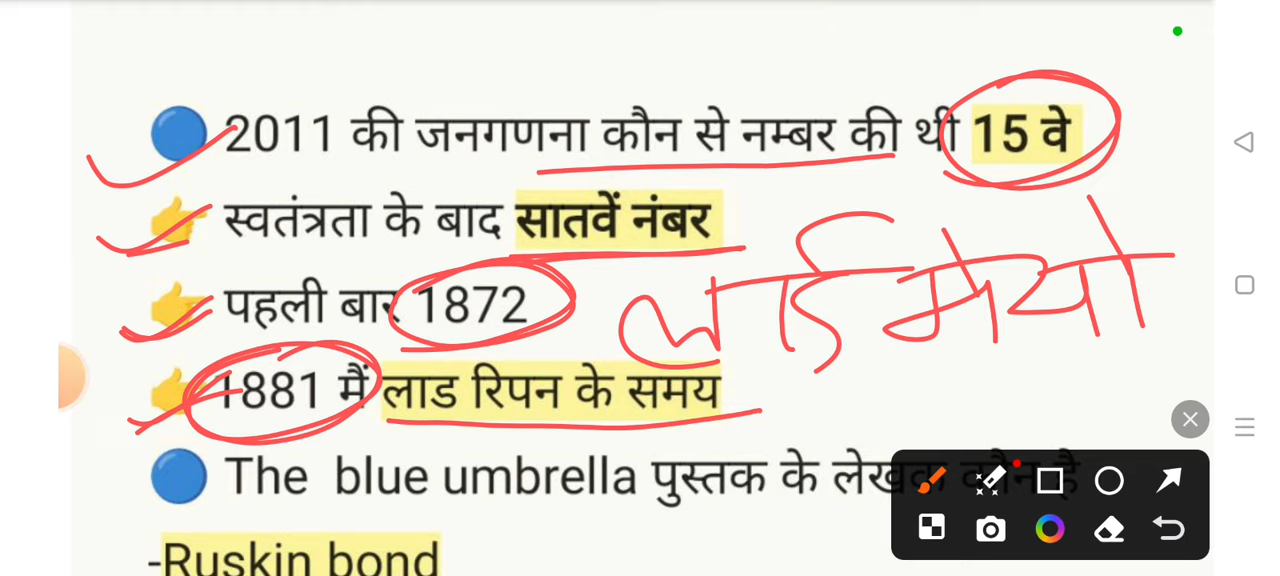 2011 की जनगणना कौन से नम्बर की थी 15 वे
स्वतंत्रता के बाद सातवें नंबर
पहली बार 1872 लार्ड मेयो
1881 मैं लाड रिपन के समय
The blue umbrella पुस्तक के लेखक कौन है
-Ruskin bond